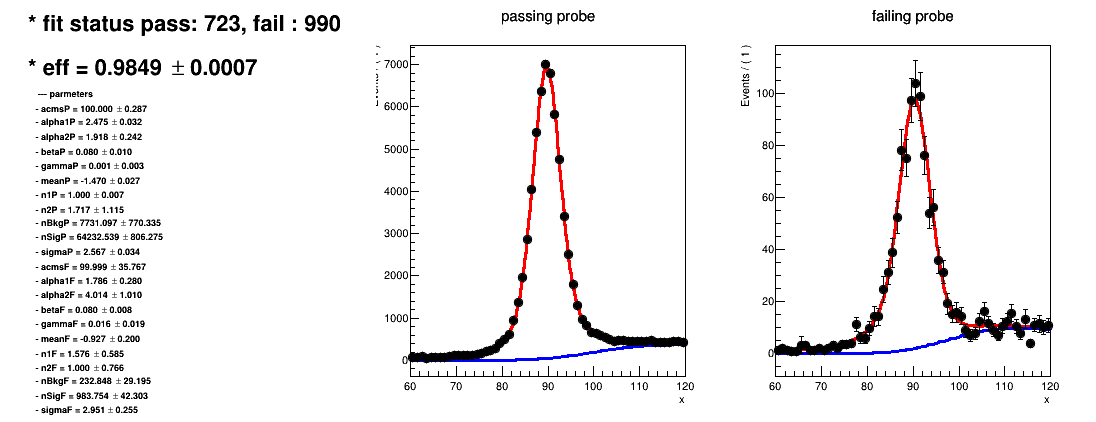 * fit status pass: 723, fail : 990
* eff = 0.9849 ± 0.0007
--- parmeters
- acmsP = 100.000 ± 0.287
- alpha1P = 2.475 ± 0.032
- alpha2P = 1.918 ± 0.242
- betaP = 0.080 ± 0.010
- gammaP = 0.001 ± 0.003
- meanP = -1.470 ± 0.027
- n1P = 1.000 ± 0.007
- n2P = 1.717 ± 1.115
- nBkgP = 7731.097 ± 770.335
- nSigP = 64232.539 ± 806.275
- sigmaP = 2.567 ± 0.034
- acmsF = 99.999 ± 35.767
- alpha1F = 1.786 ± 0.280
- alpha2F = 4.014 ± 1.010
- betaF = 0.080 ± 0.008
- gammaF = 0.016 ± 0.019
- meanF = -0.927 ± 0.200
- n1F = 1.576 ± 0.585
- n2F = 1.000 ± 0.766
- nBkgF = 232.848 ± 29.195
- nSigF = 983.754 ± 42.303
- sigmaF = 2.951 ± 0.255
passing probe
7000
6000
5000
4000
3000
2000
1000
0
60 70 80 90 100 110 120
x
failing probe
Events / ( 1 )
100
80
60
40
20
0
60 70 80 90 100 110 120
x